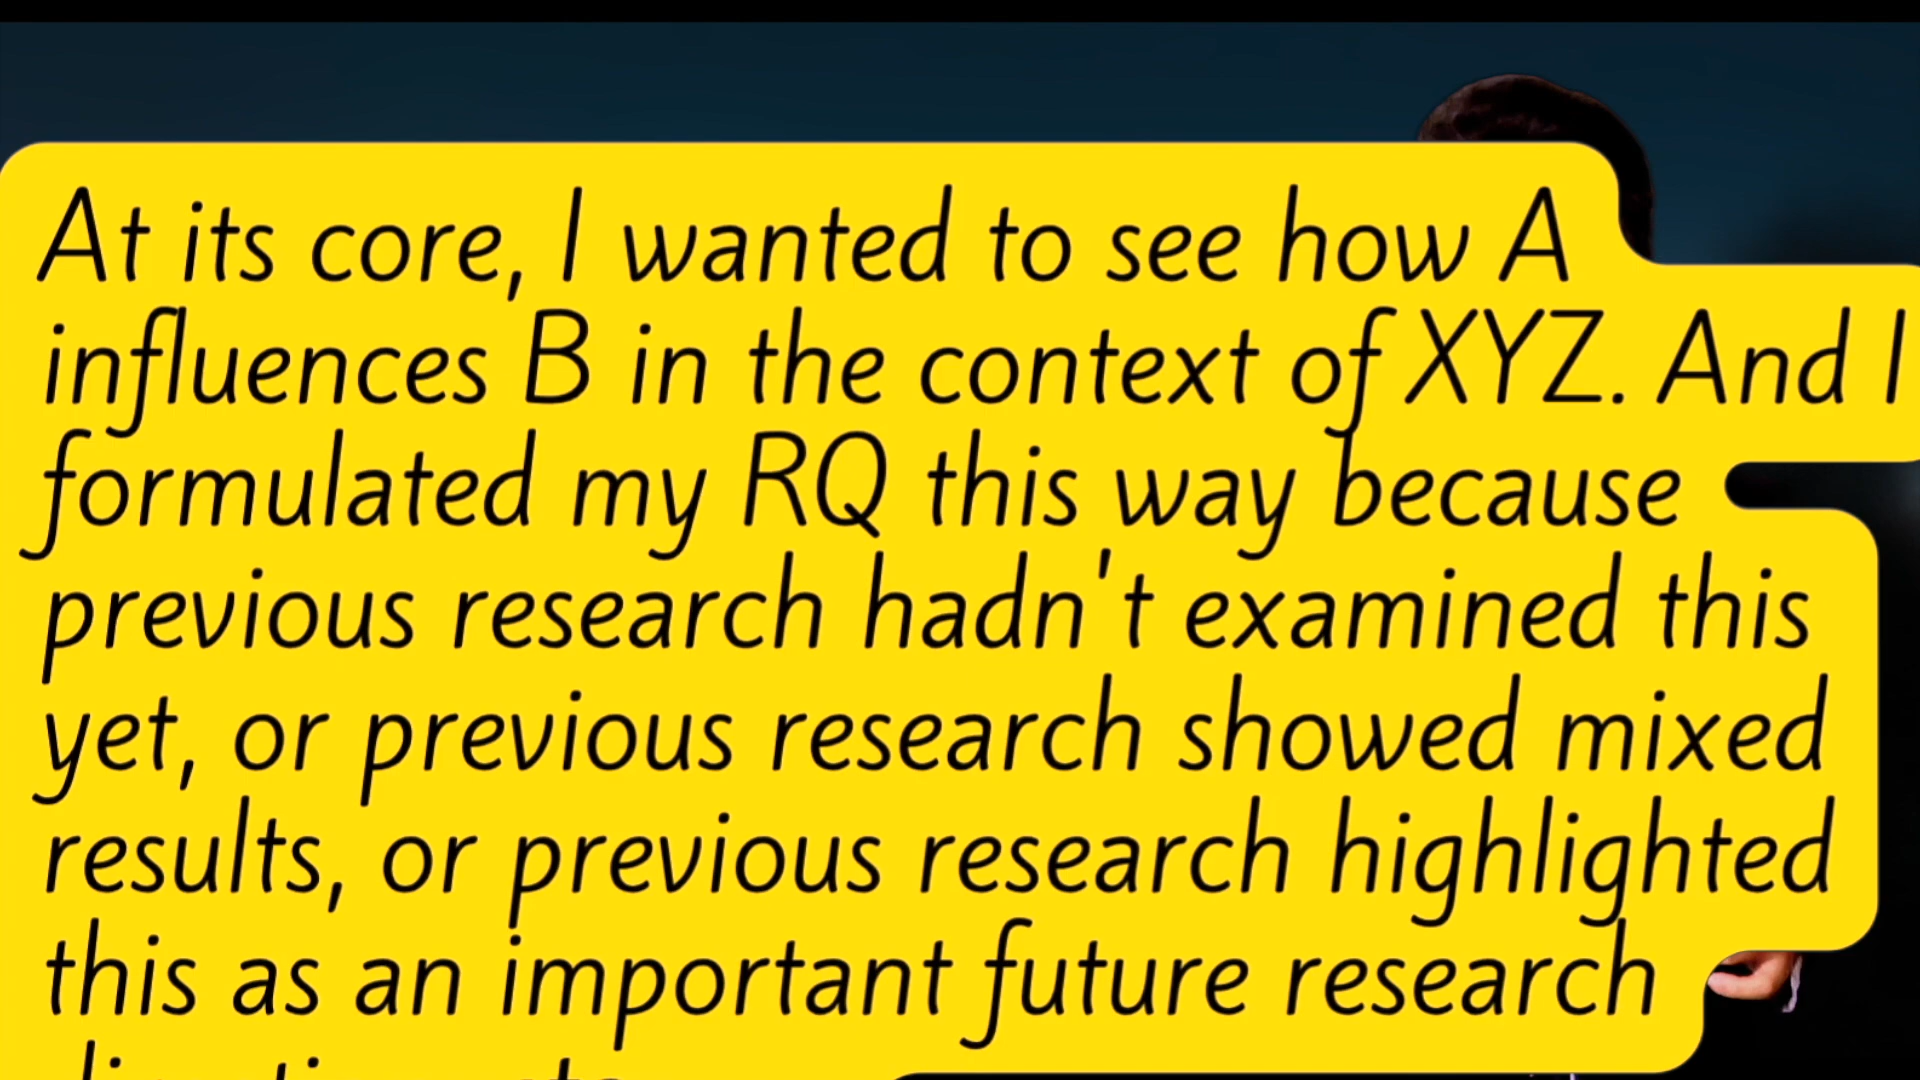 At its core, I wanted to see how A
influences B in the context of XYZ. And I
formulated my RQ this way because
previous research hadn't examined this
yet, or previous research showed mixed
results, or previous research highlighted
this as an important future research